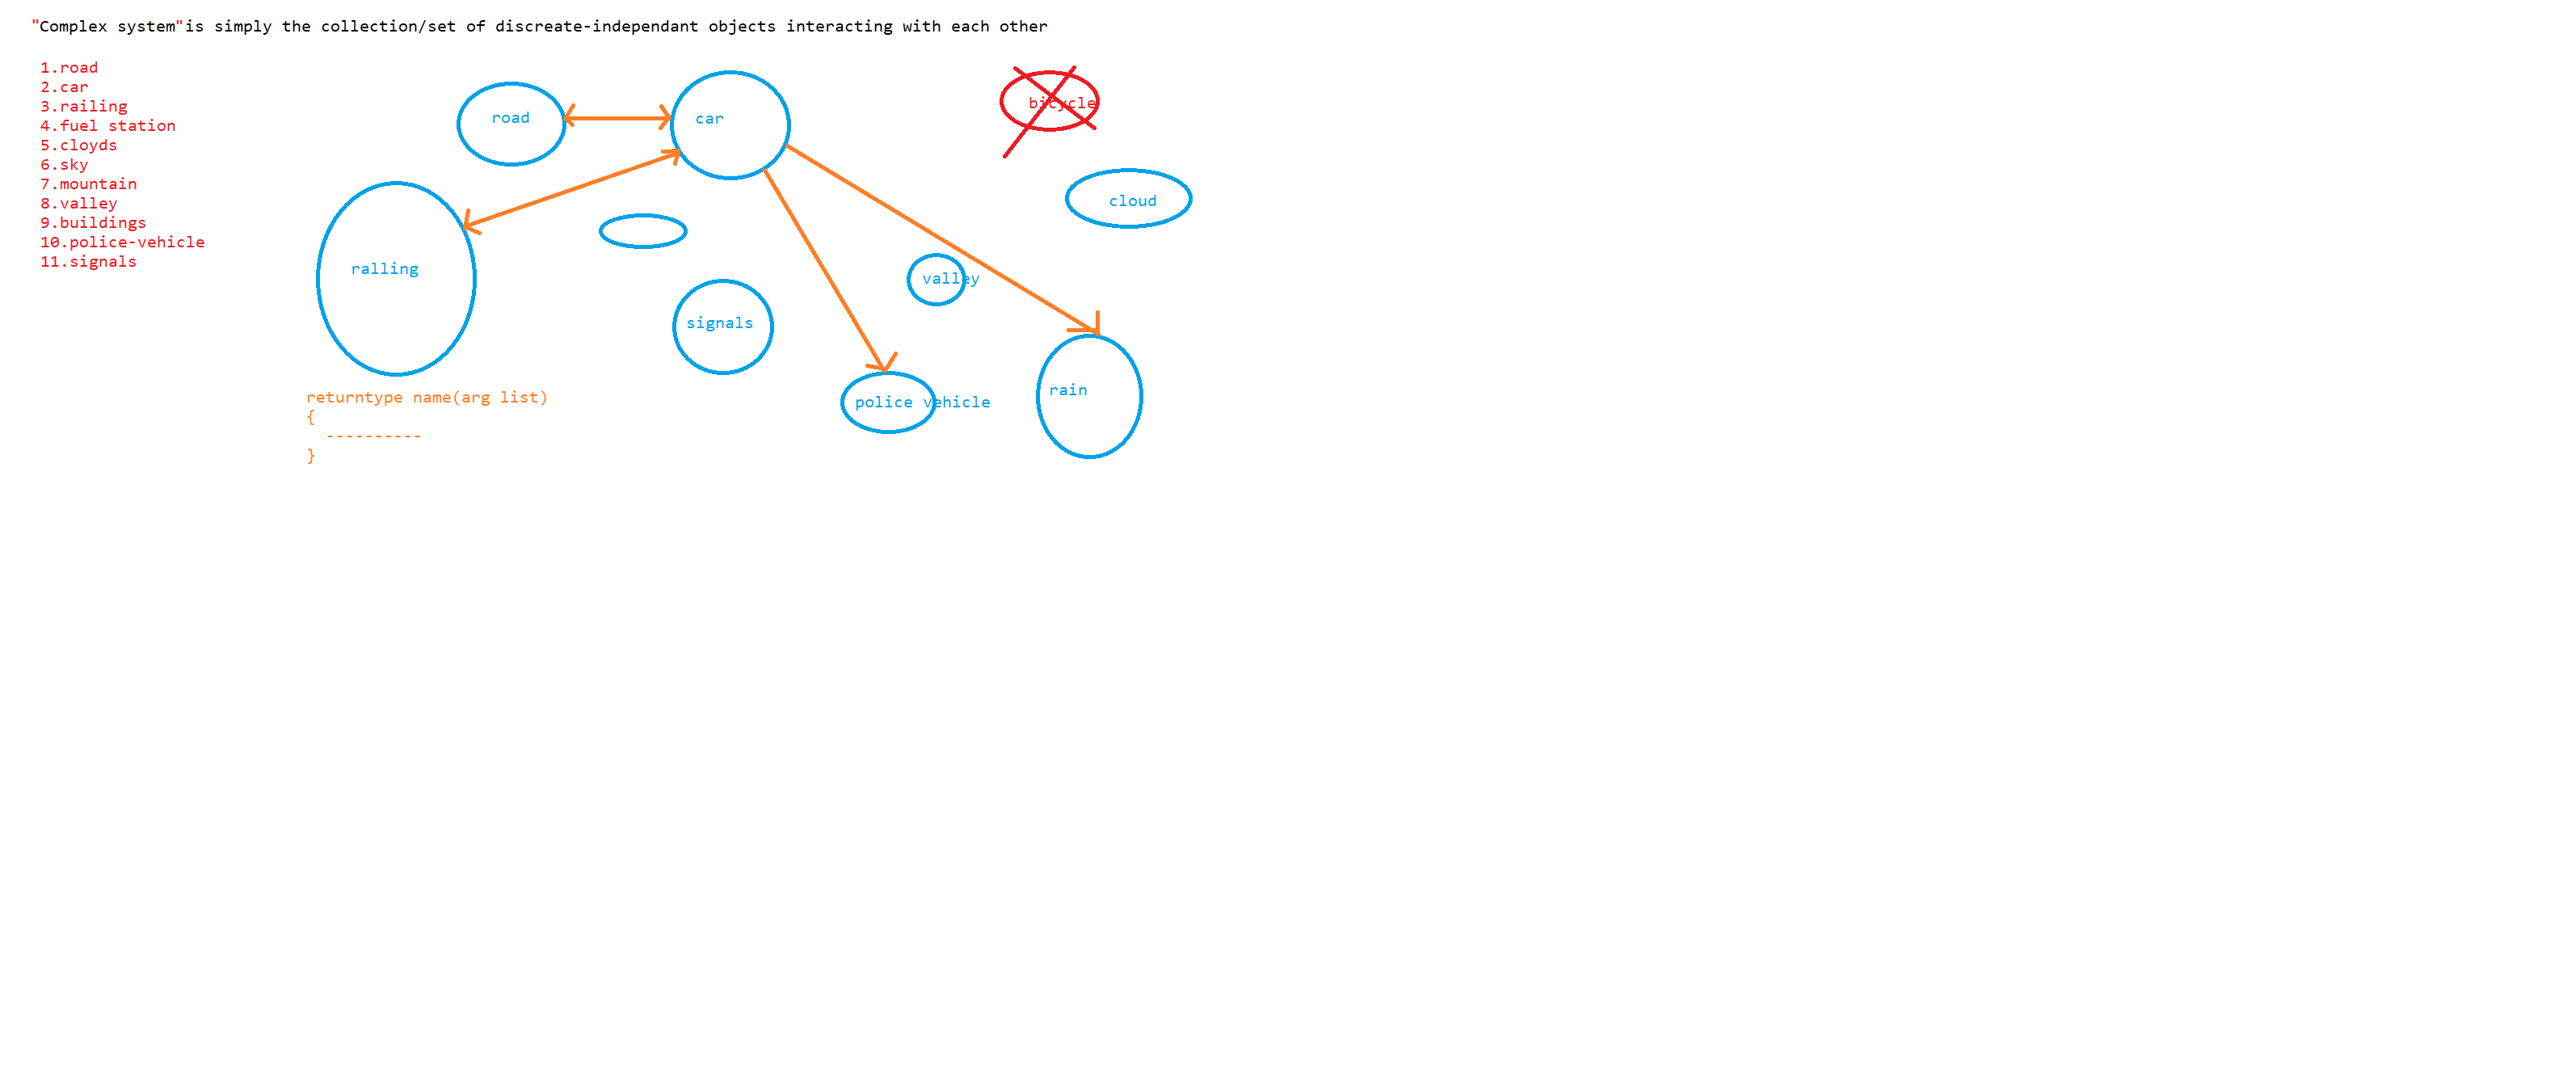 "Complex system"is simply the collection/set of discreate-independant objects interacting with each other
1.road
2.car
3.railing
4.fuel station
5.cloyds
6.sky
7.mountain
8.valley
9.buildings
10.police-vehicle
11.signals
road
car
bicycle
cloud
ralling
valley
signals
police vehicle
rain
returntype name(arg list)
{
----------
}